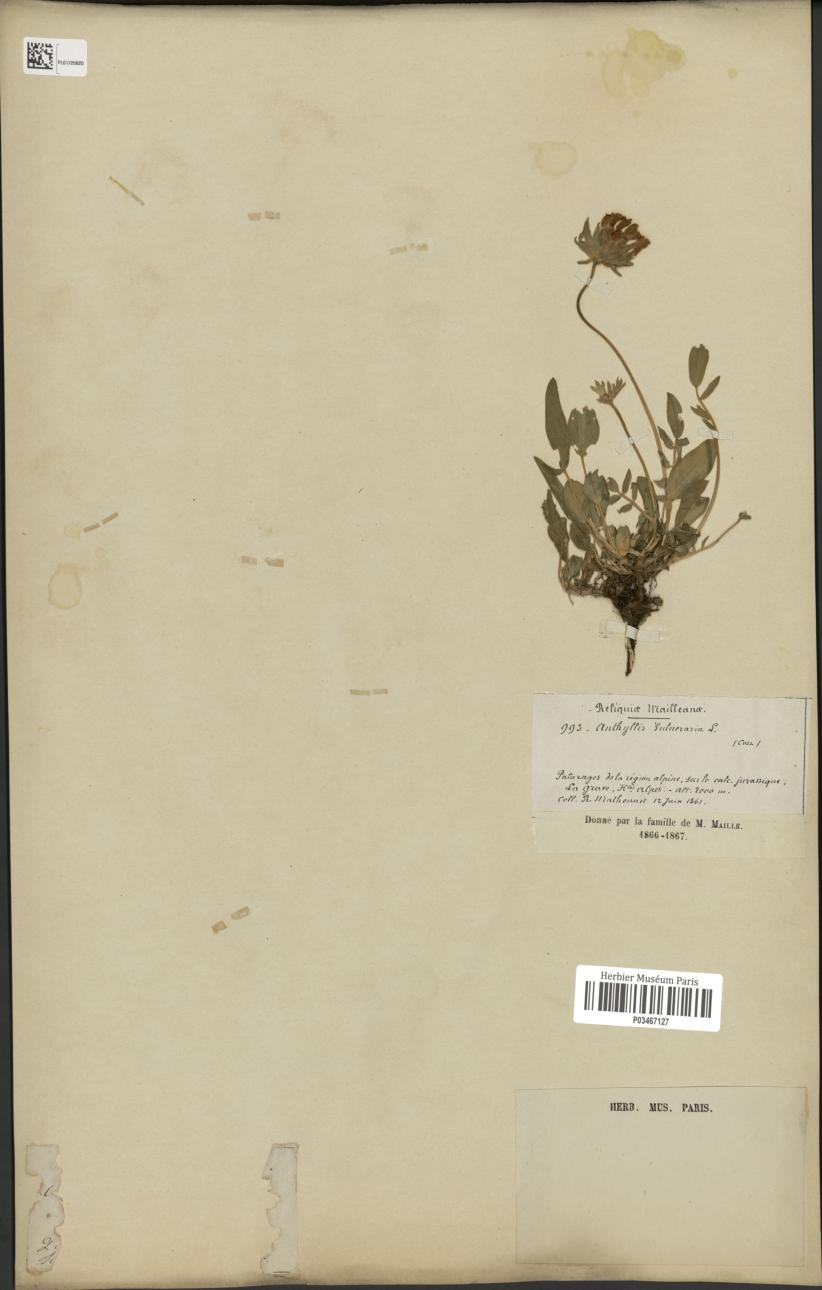 Reliquiæ Mailleanæ.
993. Anthyllis Vulneraria L.
(Coss.)
Paturages de la région alpine, sur le calc. jurassique,
La Grave, Htes Alpes. - alt. 2000 m.
Coll. R. Mathonnet 12 Juin 1861.
Donné par la famille de M. MAILLE.
1866-1867.
Herbier Muséum Paris
P03467127
HERB. MUS. PARIS.